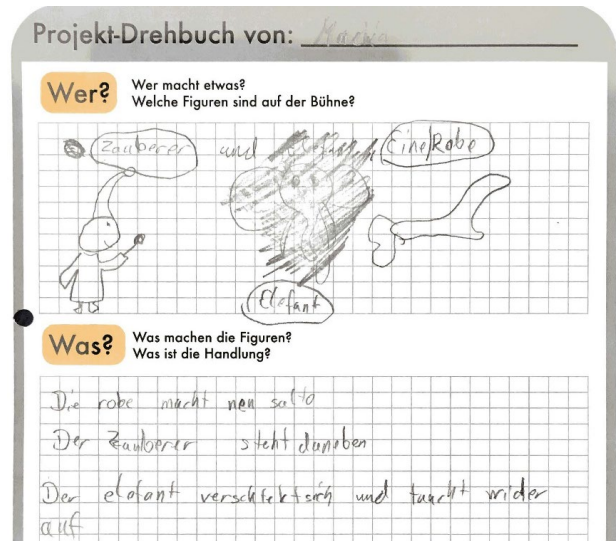 Projekt-Drehbuch von:
Wer?
Wer macht etwas?
Welche Figuren sind auf der Bühne?
Zauberer und Eine Robe
Elefant
Was?
Was machen die Figuren?
Was ist die Handlung?
Die robe macht nen salto
Der Zauberer steht daneben
Der elefant verschfektsich und taucht wider
auf